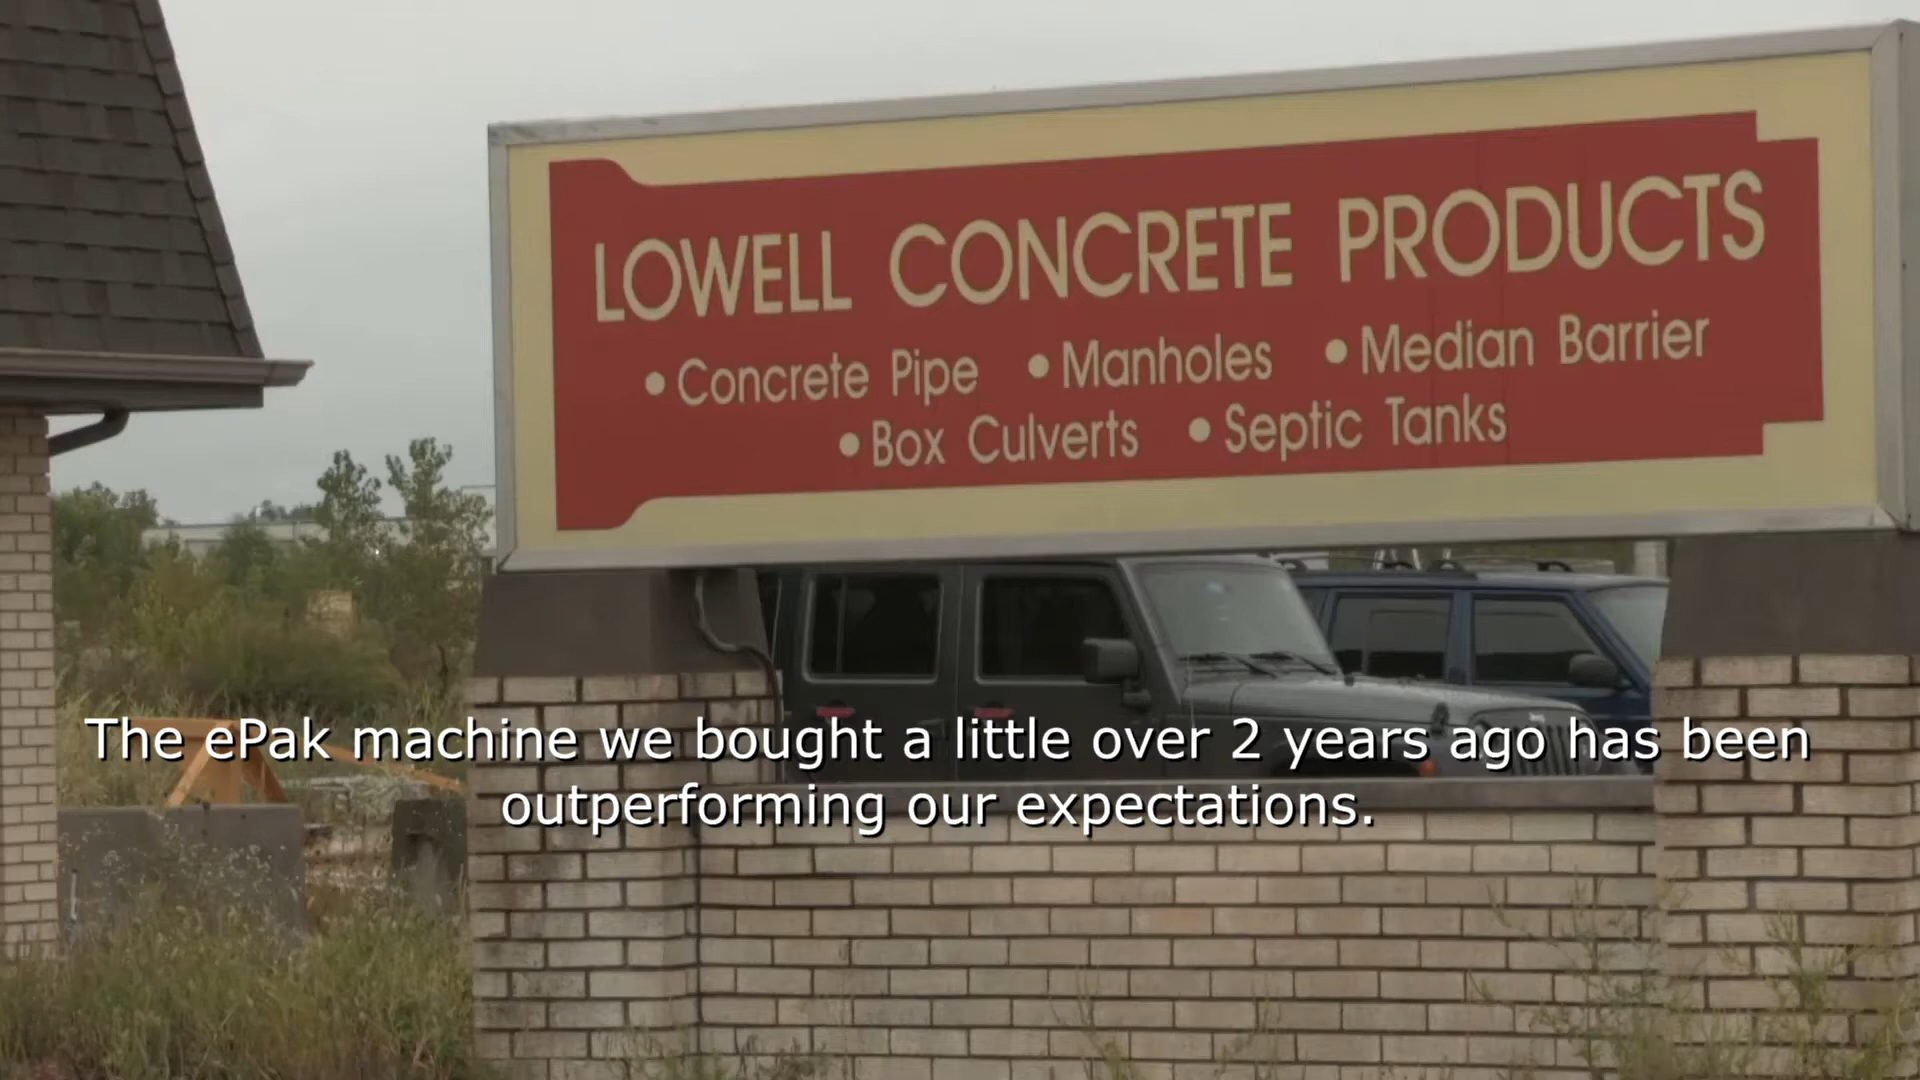 LOWELL CONCRETE PRODUCTS
• Concrete Pipe • Manholes • Median Barrier
• Box Culverts • Septic Tanks
The ePak machine we bought a little over 2 years ago has been
outperforming our expectations.